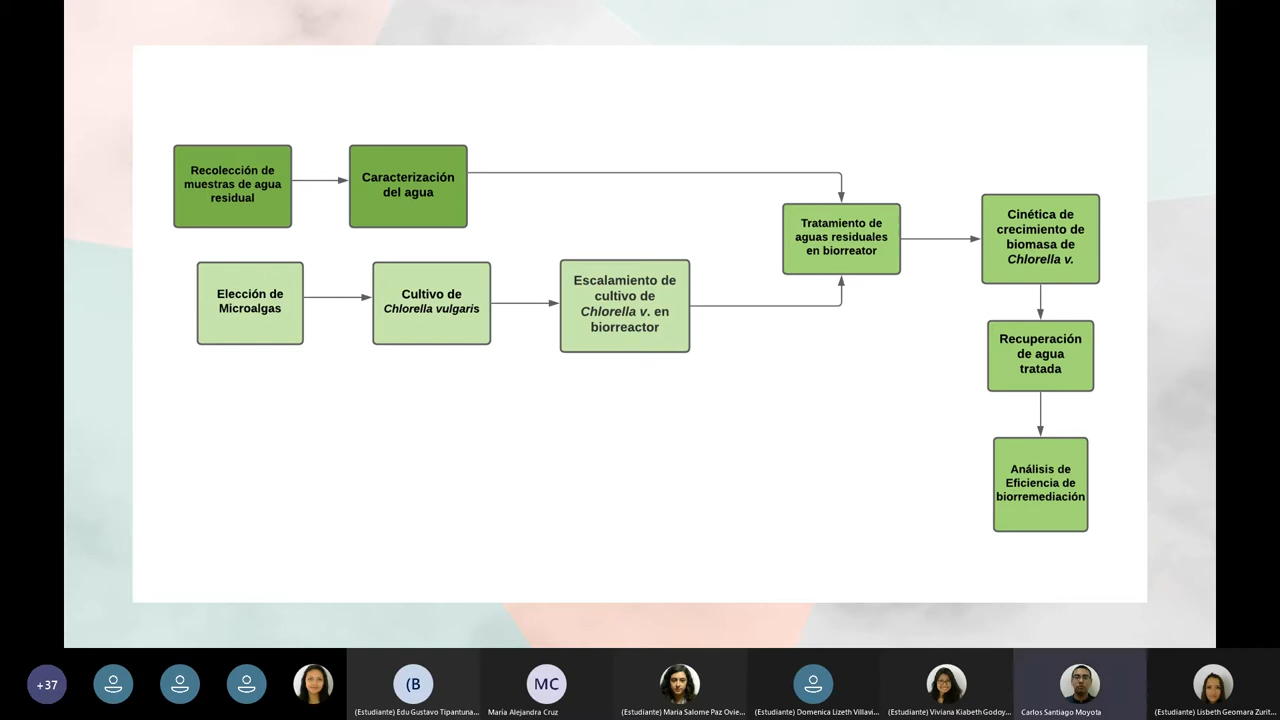 Recolección de
muestras de agua
residual
Caracterización
del agua
Tratamiento de
aguas residuales
en biorreator
Cinética de
crecimiento de
biomasa de
Chlorella v.
Elección de
Microalgas
Cultivo de
Chlorella vulgaris
Escalamiento de
cultivo de
Chlorella v. en
biorreactor
Recuperación
de agua
tratada
Análisis de
Eficiencia de
biorremediación
+37
(B
MC
(Estudiante) Edu Gustavo Tipantuna...
María Alejandra Cruz
(Estudiante) Maria Salome Paz Ovie...
(Estudiante) Domenica Lizeth Villavi...
(Estudiante) Viviana Kiabeth Godoy...
Carlos Santiago Moyota
(Estudiante) Lisbeth Geomara Zurit...